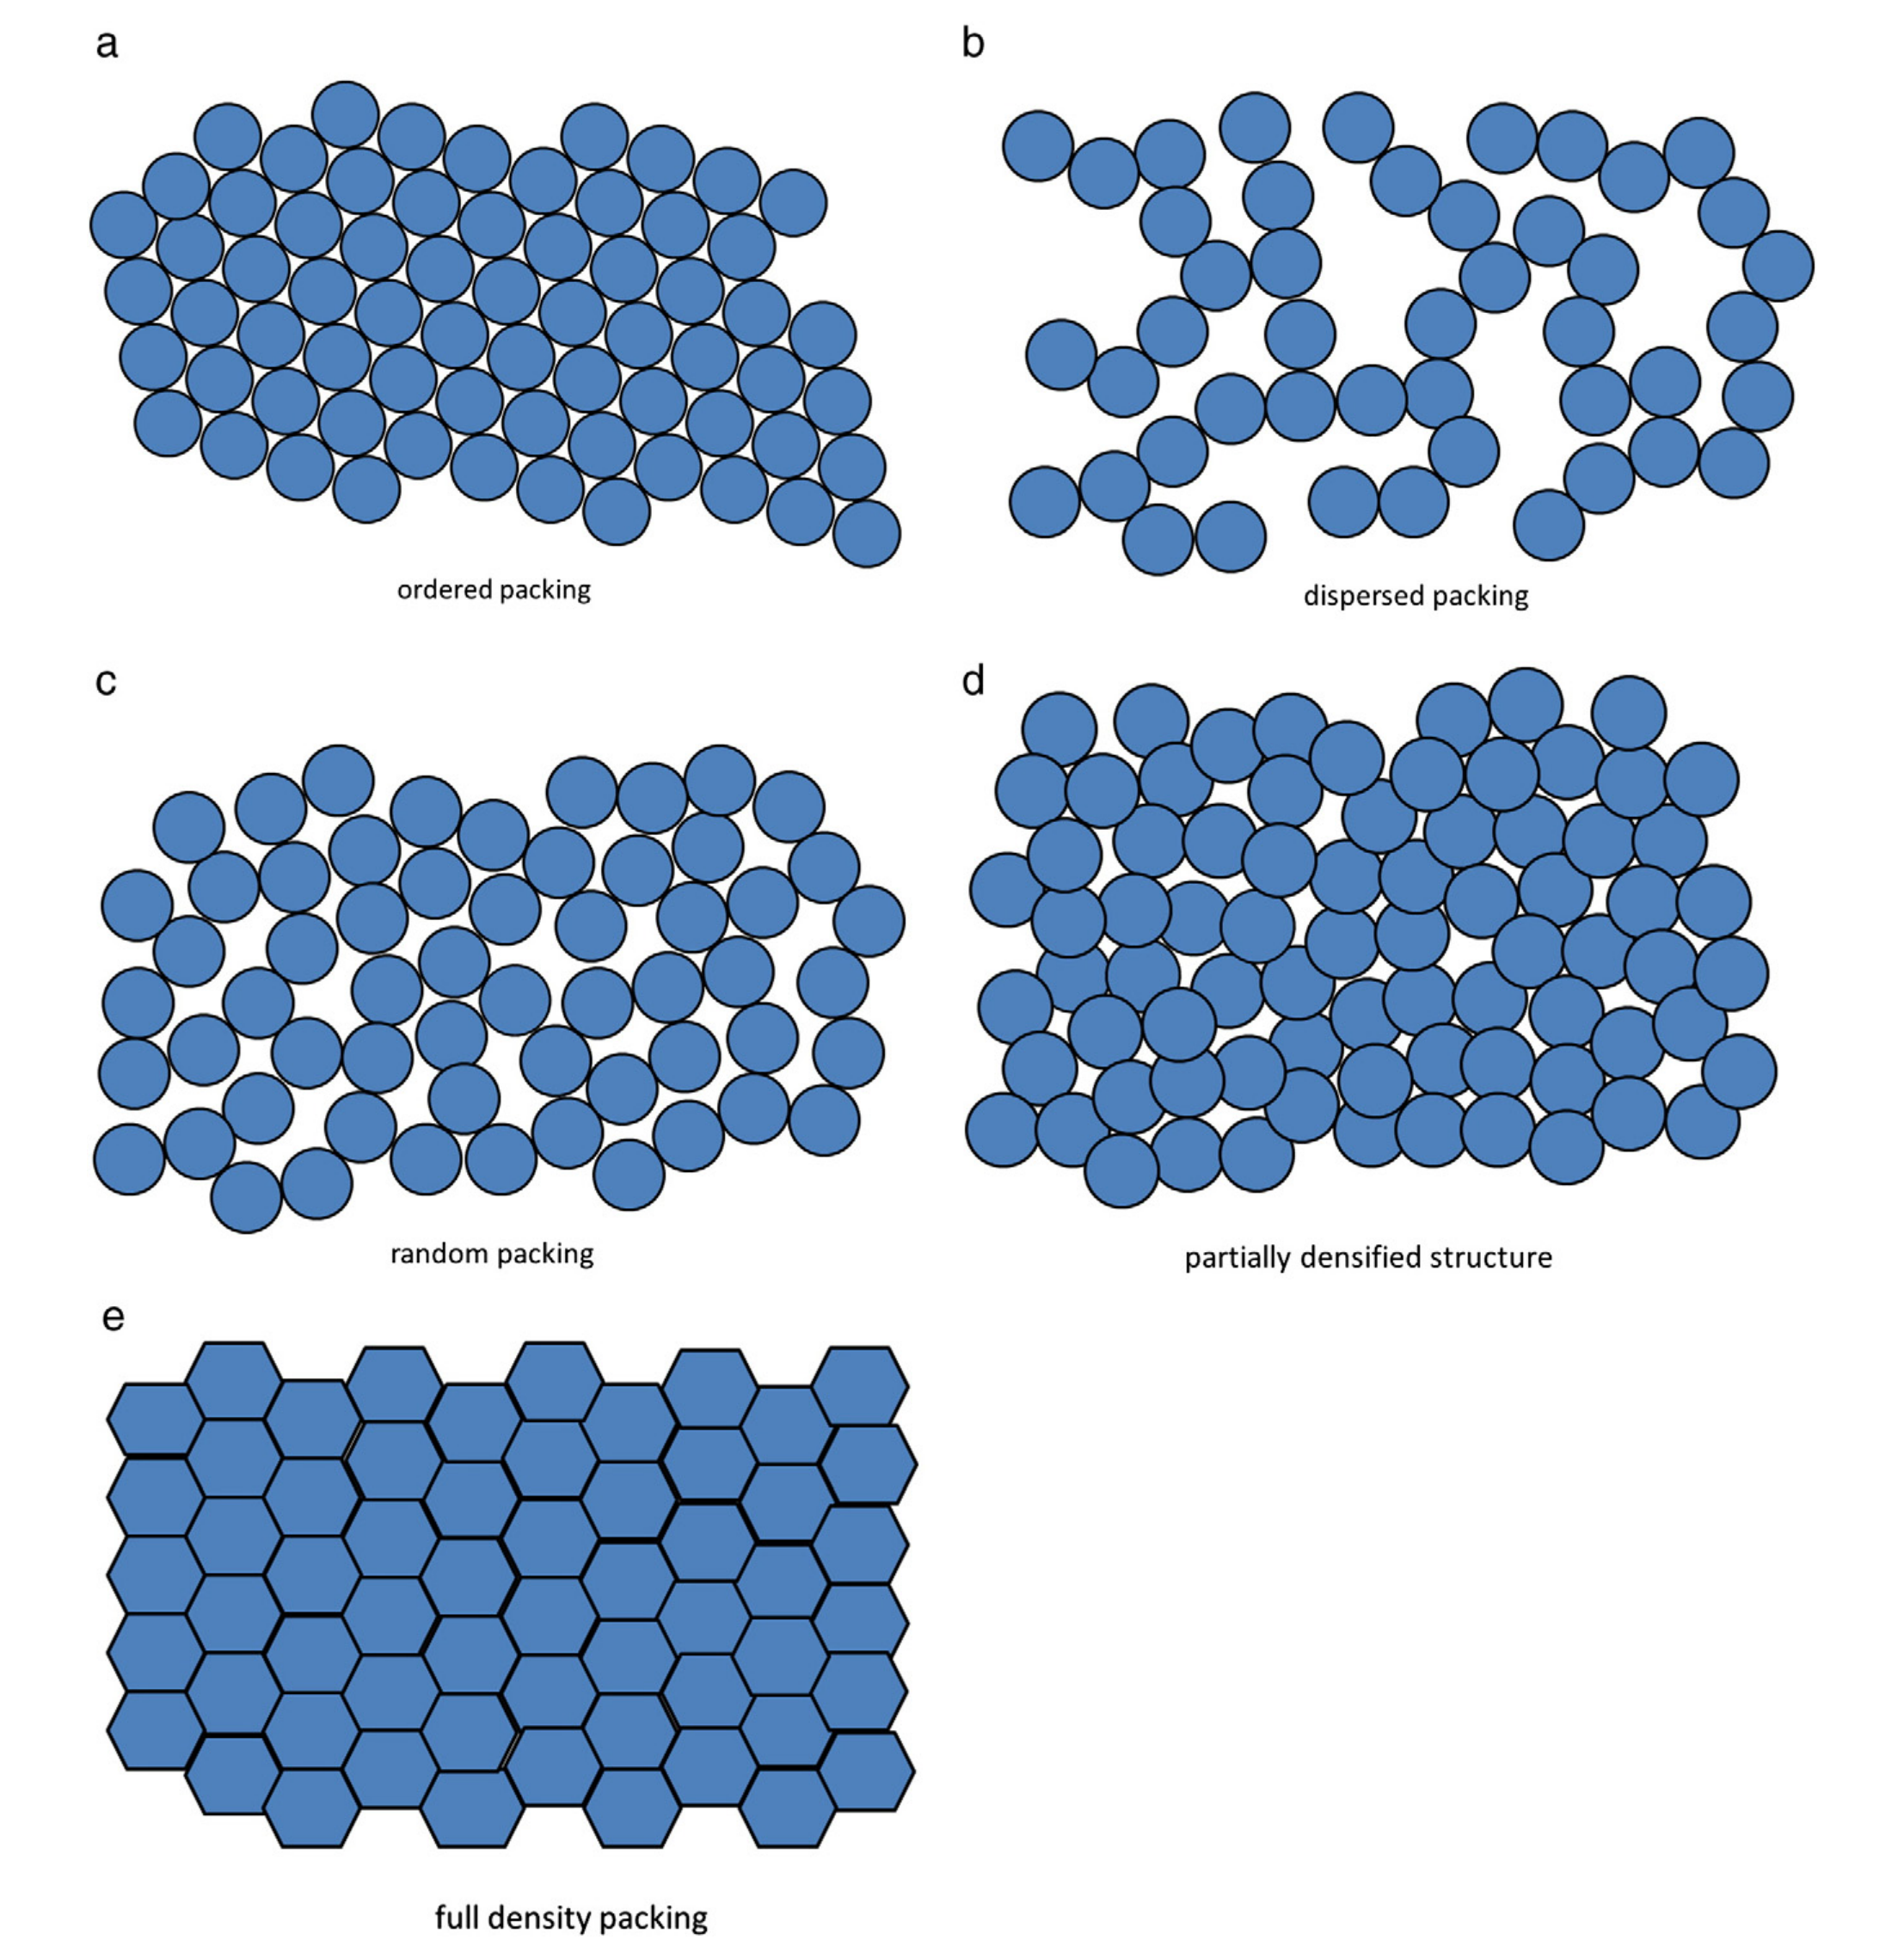 a
b
ordered packing
dispersed packing
c
d
random packing
partially densified structure
e
full density packing